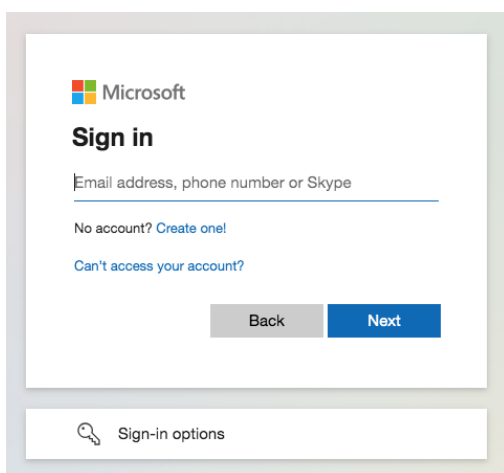 Microsoft
Sign in
Email address, phone number or Skype
No account? Create one!
Can't access your account?
Back
Next
Sign-in options